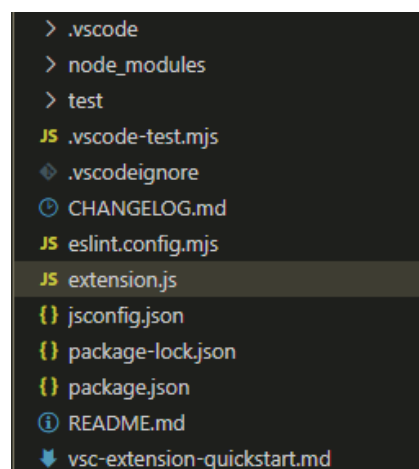 .vscode
node_modules
test
JS .vscode-test.mjs
.vscodeignore
CHANGELOG.md
JS eslint.config.mjs
JS extension.js
{} jsconfig.json
{} package-lock.json
{} package.json
README.md
vsc-extension-quickstart.md